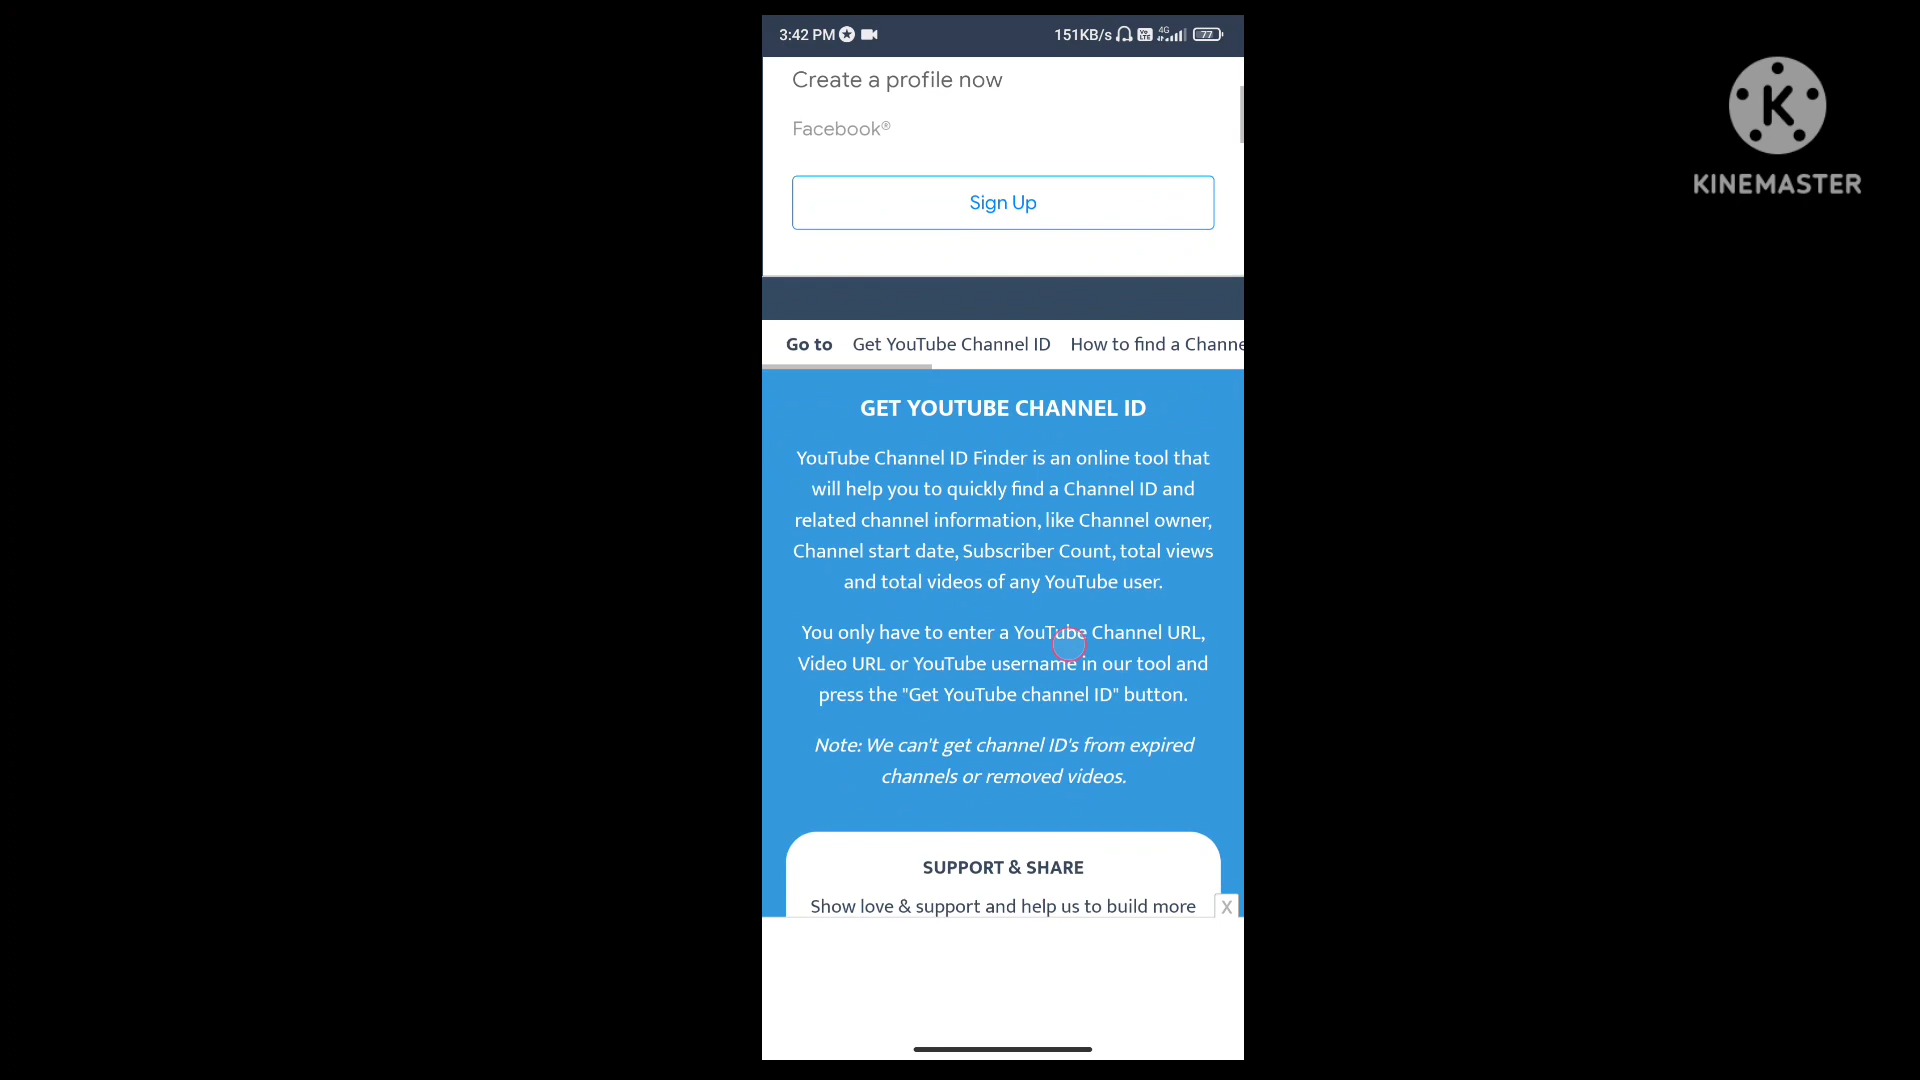 3:42 PM 151KB/s Vo LTE 4G 77
Create a profile now
Facebook®
Sign Up
Go to Get YouTube Channel ID How to find a Channe
GET YOUTUBE CHANNEL ID
YouTube Channel ID Finder is an online tool that
will help you to quickly find a Channel ID and
related channel information, like Channel owner,
Channel start date, Subscriber Count, total views
and total videos of any YouTube user.
You only have to enter a YouTube Channel URL,
Video URL or YouTube username in our tool and
press the "Get YouTube channel ID" button.
Note: We can't get channel ID's from expired
channels or removed videos.
SUPPORT & SHARE
Show love & support and help us to build more
X
K
KINEMASTER